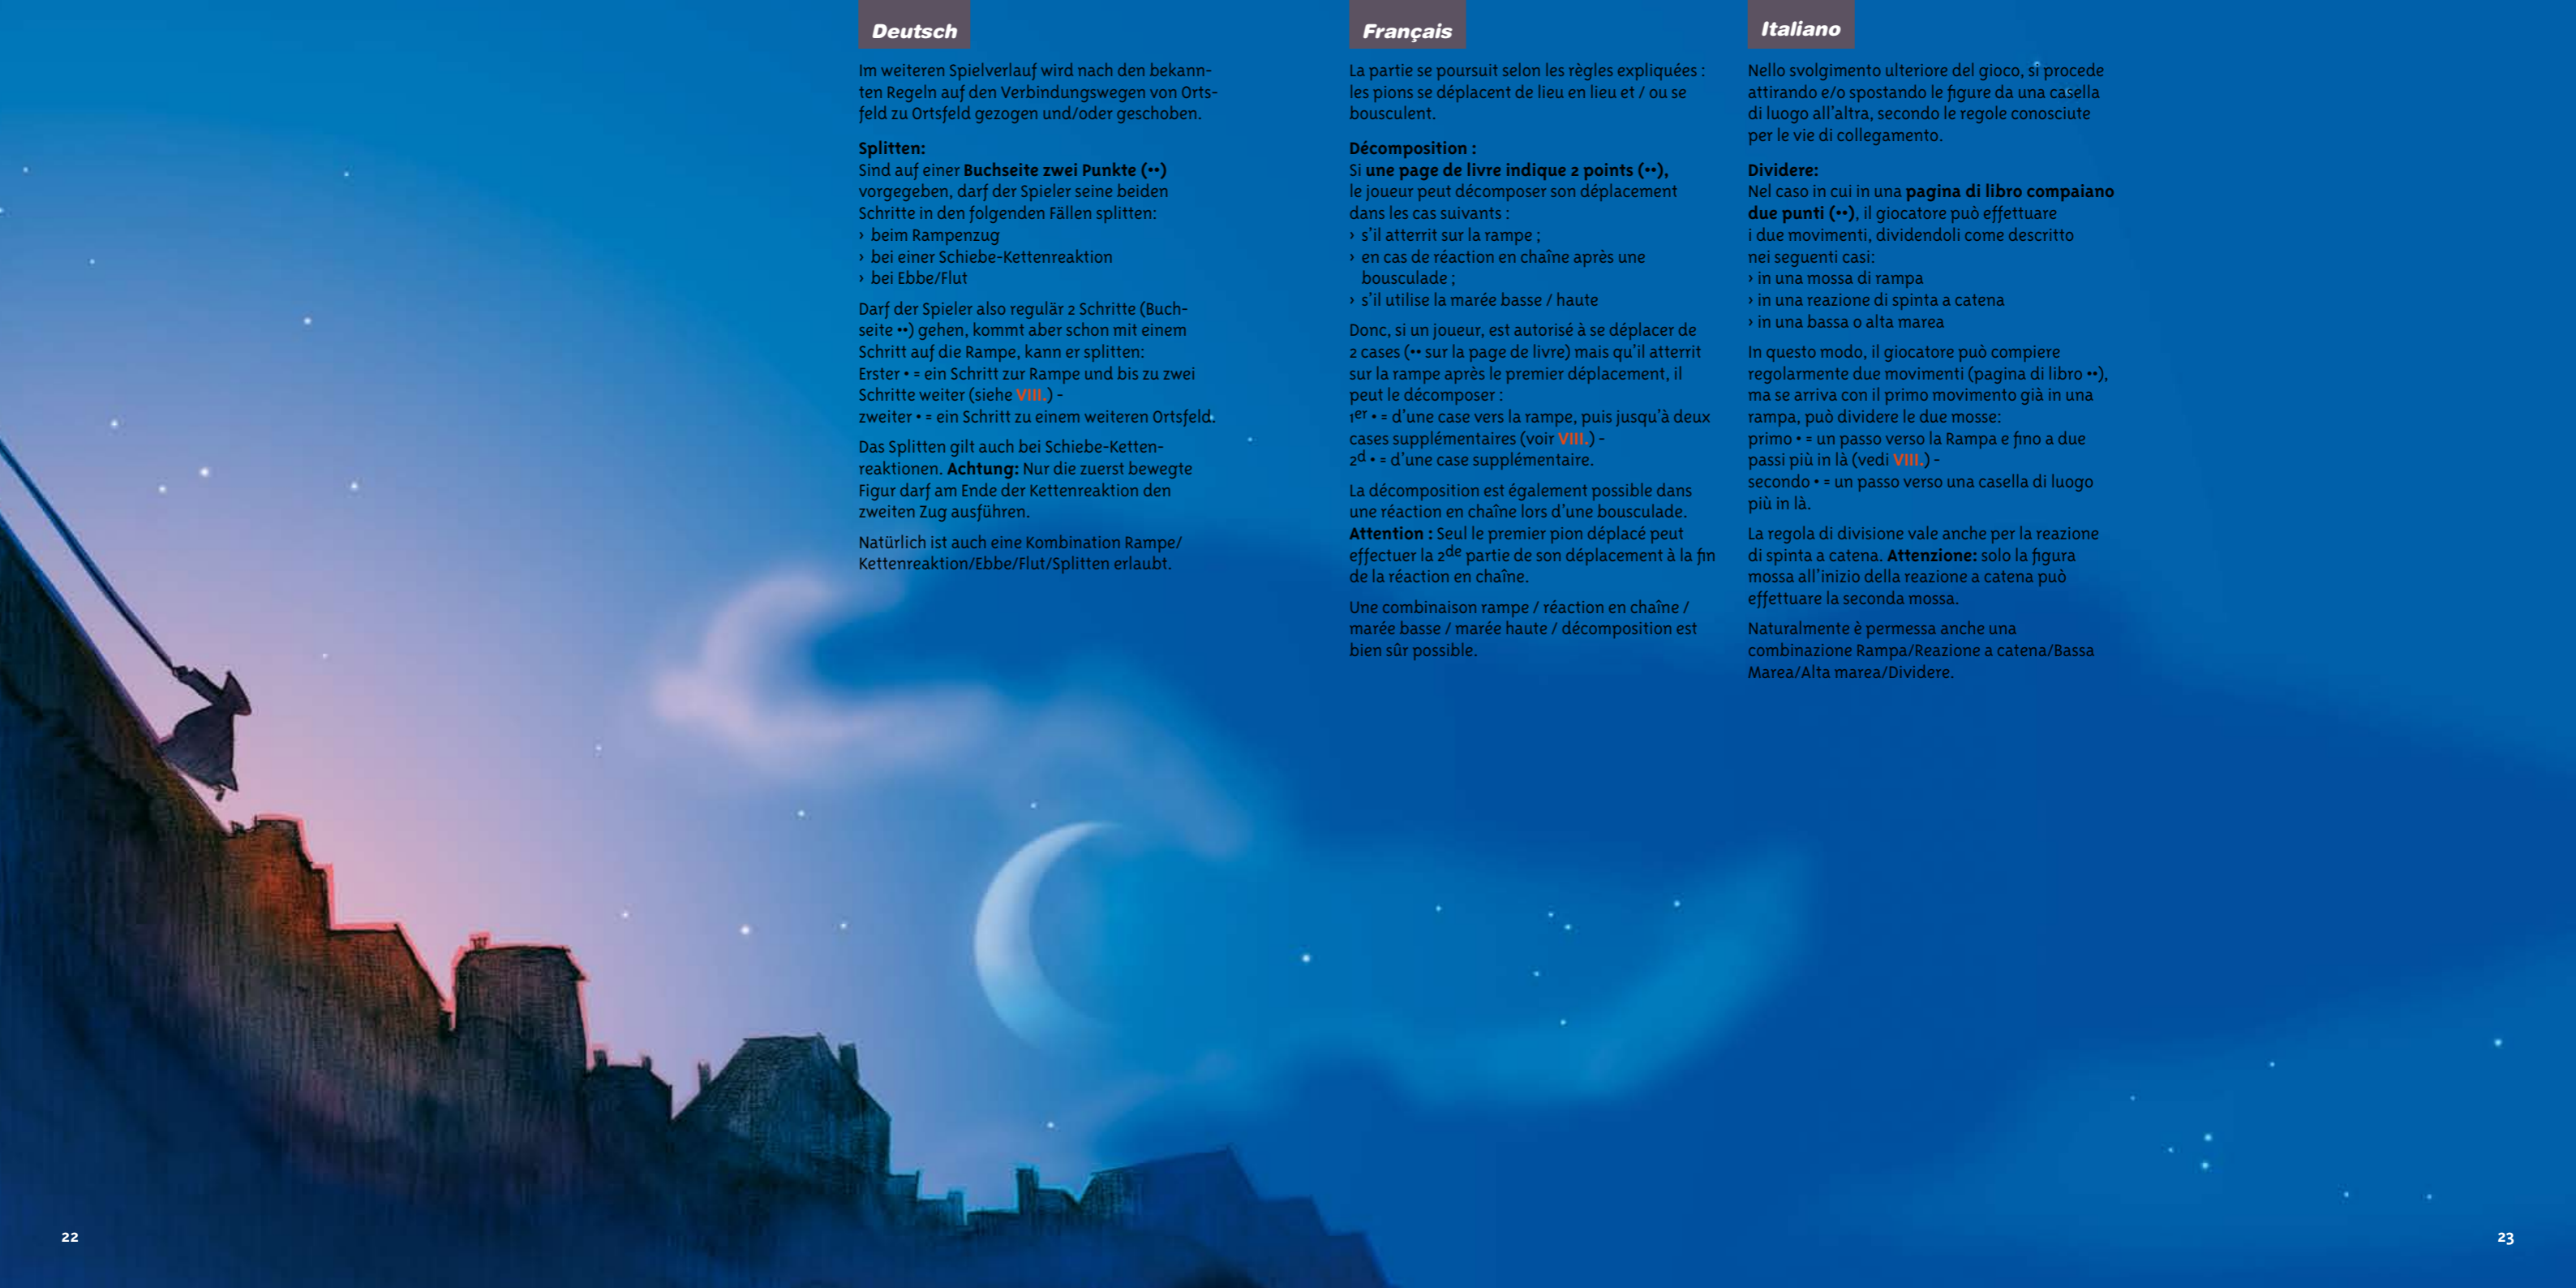 Deutsch
Im weiteren Spielverlauf wird nach den bekann-
ten Regeln auf den Verbindungswegen von Orts-
feld zu Ortsfeld gezogen und/oder geschoben.
Splitten:
Sind auf einer Buchseite zwei Punkte (••)
vorgegeben, darf der Spieler seine beiden
Schritte in den folgenden Fällen splitten:
› beim Rampenzug
› bei einer Schiebe-Kettenreaktion
› bei Ebbe/Flut
Darf der Spieler also regulär 2 Schritte (Buch-
seite ••) gehen, kommt aber schon mit einem
Schritt auf die Rampe, kann er splitten:
Erster • = ein Schritt zur Rampe und bis zu zwei
Schritte weiter (siehe VIII.) -
zweiter • = ein Schritt zu einem weiteren Ortsfeld.
Das Splitten gilt auch bei Schiebe-Ketten-
reaktionen. Achtung: Nur die zuerst bewegte
Figur darf am Ende der Kettenreaktion den
zweiten Zug ausführen.
Natürlich ist auch eine Kombination Rampe/
Kettenreaktion/Ebbe/Flut/Splitten erlaubt.
Français
La partie se poursuit selon les règles expliquées :
les pions se déplacent de lieu en lieu et / ou se
bousculent.
Décomposition :
Si une page de livre indique 2 points (••),
le joueur peut décomposer son déplacement
dans les cas suivants :
› s'il atterrit sur la rampe ;
› en cas de réaction en chaîne après une
bousculade ;
› s'il utilise la marée basse / haute
Donc, si un joueur, est autorisé à se déplacer de
2 cases (•• sur la page de livre) mais qu'il atterrit
sur la rampe après le premier déplacement, il
peut le décomposer :
1er • = d'une case vers la rampe, puis jusqu'à deux
cases supplémentaires (voir VIII.) -
2d • = d'une case supplémentaire.
La décomposition est également possible dans
une réaction en chaîne lors d'une bousculade.
Attention : Seul le premier pion déplacé peut
effectuer la 2de partie de son déplacement à la fin
de la réaction en chaîne.
Une combinaison rampe / réaction en chaîne /
marée basse / marée haute / décomposition est
bien sûr possible.
Italiano
Nello svolgimento ulteriore del gioco, si procede
attirando e/o spostando le figure da una casella
di luogo all'altra, secondo le regole conosciute
per le vie di collegamento.
Dividere:
Nel caso in cui in una pagina di libro compaiano
due punti (••), il giocatore può effettuare
i due movimenti, dividendoli come descritto
nei seguenti casi:
› in una mossa di rampa
› in una reazione di spinta a catena
› in una bassa o alta marea
In questo modo, il giocatore può compiere
regolarmente due movimenti (pagina di libro ••),
ma se arriva con il primo movimento già in una
rampa, può dividere le due mosse:
primo • = un passo verso la Rampa e fino a due
passi più in là (vedi VIII.) -
secondo • = un passo verso una casella di luogo
più in là.
La regola di divisione vale anche per la reazione
di spinta a catena. Attenzione: solo la figura
mossa all'inizio della reazione a catena può
effettuare la seconda mossa.
Naturalmente è permessa anche una
combinazione Rampa/Reazione a catena/Bassa
Marea/Alta marea/Dividere.
22
23